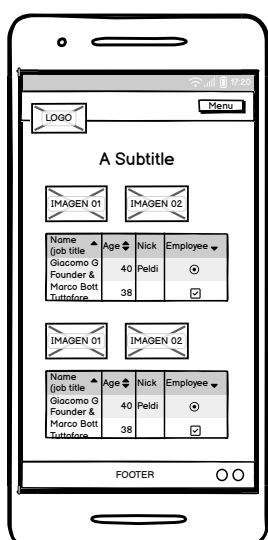 17:20
Menu
LOGO
A Subtitle
IMAGEN 01 IMAGEN 02
Name
(job title Age Nick Employee
Giacomo G
Founder & 40 Peldi
Marco Bott
Tuttofare 38
IMAGEN 01 IMAGEN 02
Name
(job title Age Nick Employee
Giacomo G
Founder & 40 Peldi
Marco Bott
Tuttofare 38
FOOTER